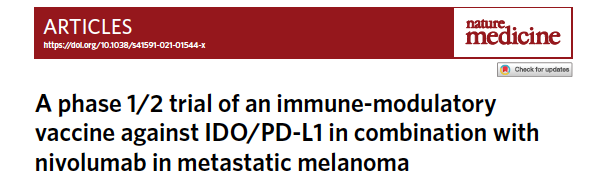 ARTICLES
https://doi.org/10.1038/s41591-021-01544-x
nature
medicine
Check for updates
A phase 1/2 trial of an immune-modulatory
vaccine against IDO/PD-L1 in combination with
nivolumab in metastatic melanoma